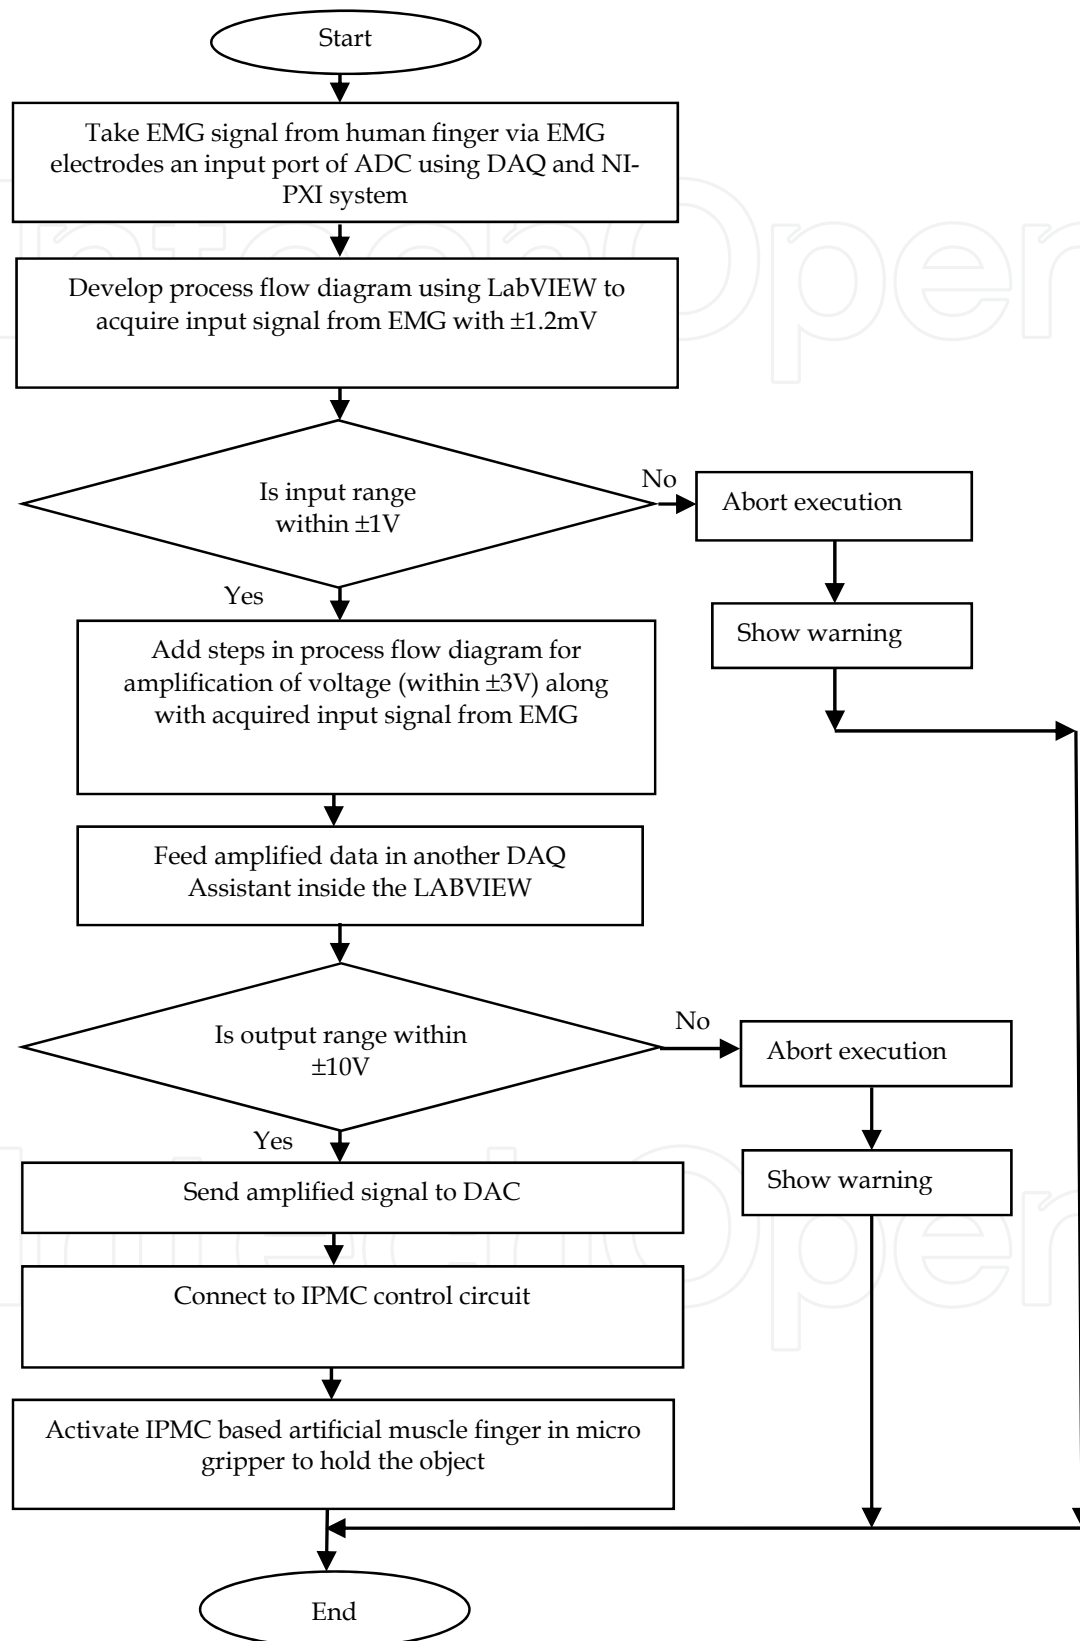 Start
Take EMG signal from human finger via EMG
electrodes an input port of ADC using DAQ and NI-
PXI system
Develop process flow diagram using LabVIEW to
acquire input signal from EMG with ±1.2mV
Is input range
within ±1V
No
Abort execution
Show warning
Yes
Add steps in process flow diagram for
amplification of voltage (within ±3V) along
with acquired input signal from EMG
Feed amplified data in another DAQ
Assistant inside the LABVIEW
Is output range within
±10V
No
Abort execution
Show warning
Yes
Send amplified signal to DAC
Connect to IPMC control circuit
Activate IPMC based artificial muscle finger in micro
gripper to hold the object
End
IntechOpen
IntechOpen